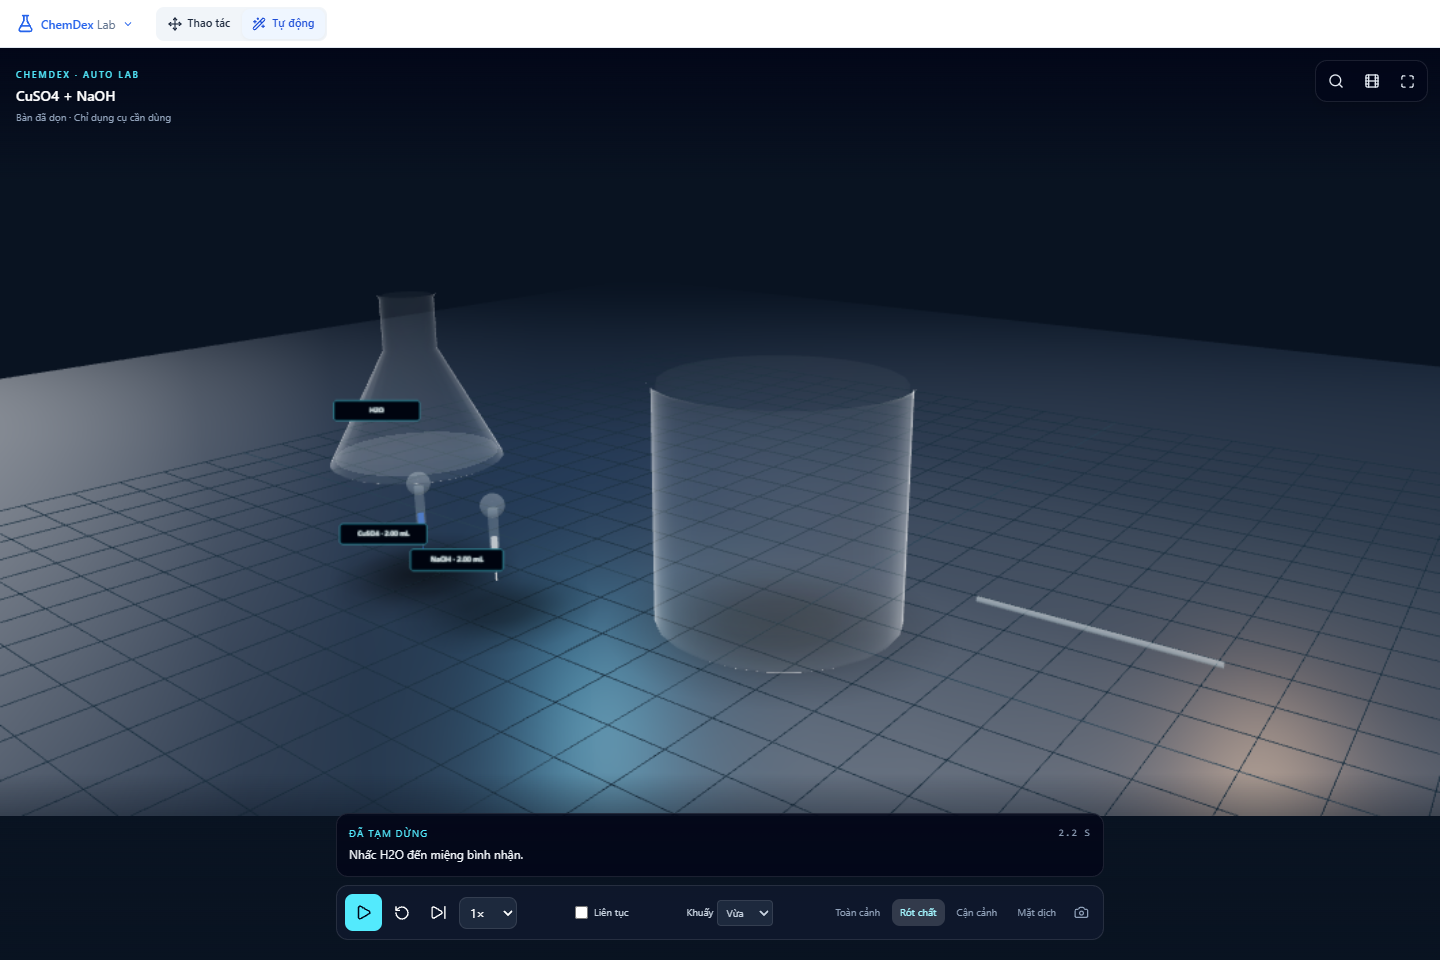 ChemDex Lab
Thao tác
Tự động
CHEMDEX · AUTO LAB
CuSO4 + NaOH
Bàn đã dọn · Chỉ dụng cụ cần dùng
H2O
CuSO4 · 2.00 mL
NaOH · 2.00 mL
ĐÃ TẠM DỪNG
2.2 S
Nhấc H2O đến miệng bình nhận.
1×
Liên tục
Khuấy
Vừa
Toàn cảnh
Rót chất
Cận cảnh
Mặt dịch